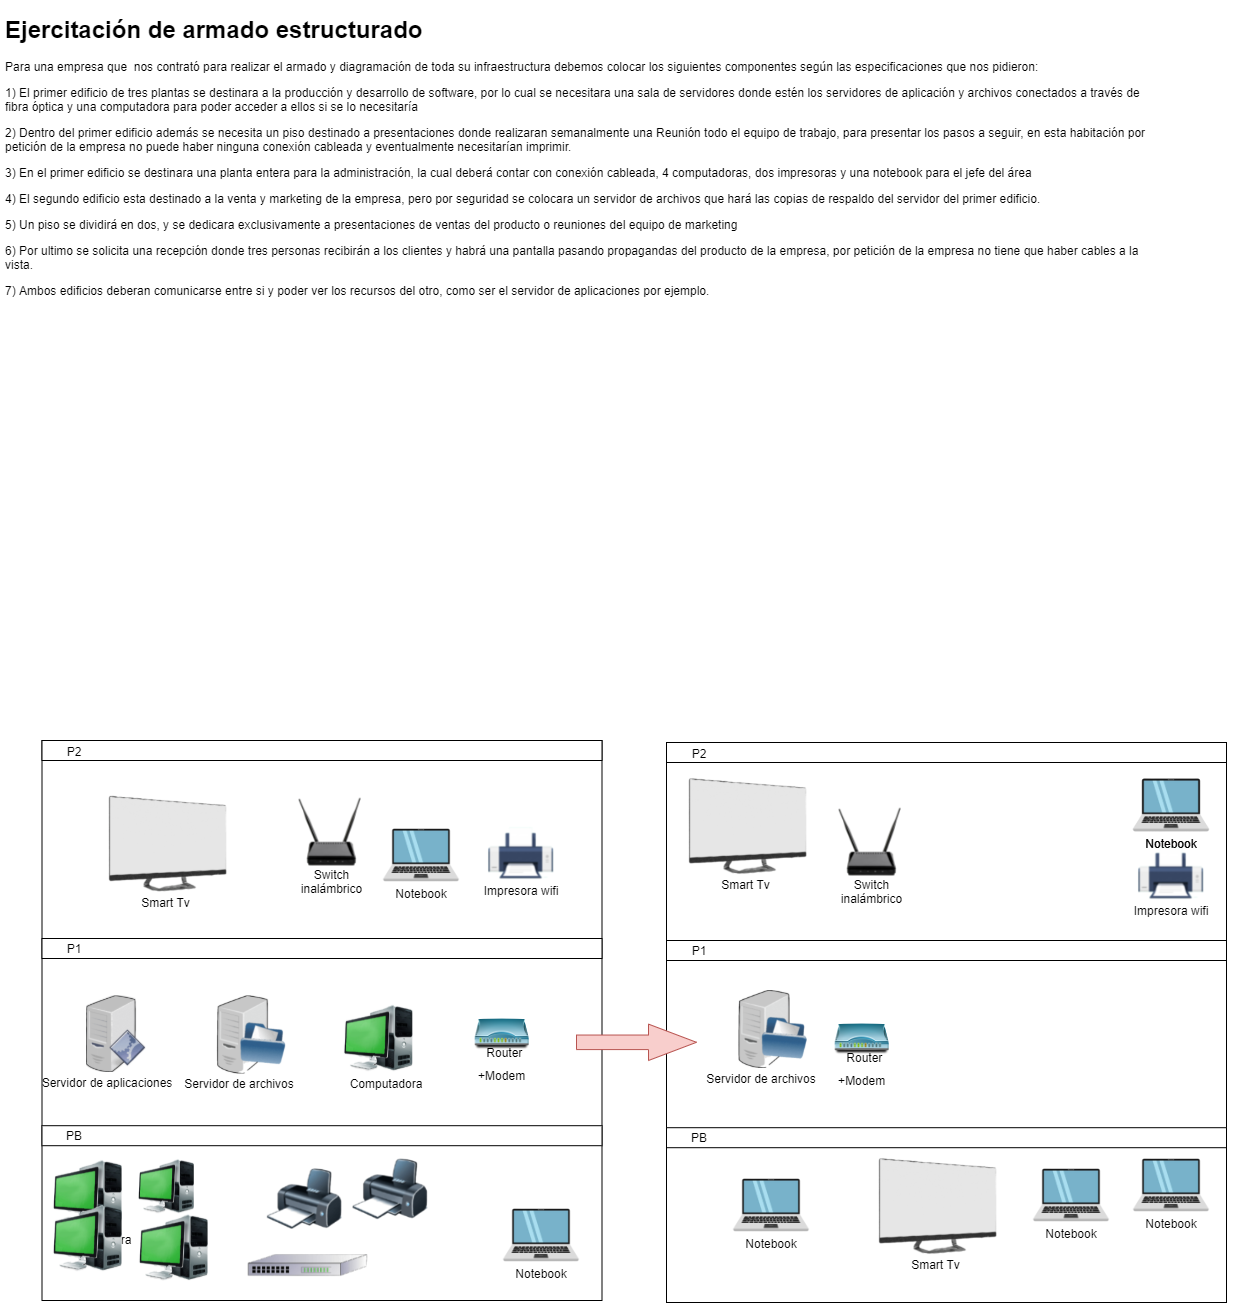 Ejercitación de armado estructurado
Para una empresa que  nos contrató para realizar el armado y diagramación de toda su infraestructura debemos colocar los siguientes componentes según las especificaciones que nos pidieron:
1) El primer edificio de tres plantas se destinara a la producción y desarrollo de software, por lo cual se necesitara una sala de servidores donde estén los servidores de aplicación y archivos conectados a través de
fibra óptica y una computadora para poder acceder a ellos si se lo necesitaría
2) Dentro del primer edificio además se necesita un piso destinado a presentaciones donde realizaran semanalmente una Reunión todo el equipo de trabajo, para presentar los pasos a seguir, en esta habitación por
petición de la empresa no puede haber ninguna conexión cableada y eventualmente necesitarían imprimir.
3) En el primer edificio se destinara una planta entera para la administración, la cual deberá contar con conexión cableada, 4 computadoras, dos impresoras y una notebook para el jefe del área
4) El segundo edificio esta destinado a la venta y marketing de la empresa, pero por seguridad se colocara un servidor de archivos que hará las copias de respaldo del servidor del primer edificio.
5) Un piso se dividirá en dos, y se dedicara exclusivamente a presentaciones de ventas del producto o reuniones del equipo de marketing
6) Por ultimo se solicita una recepción donde tres personas recibirán a los clientes y habrá una pantalla pasando propagandas del producto de la empresa, por petición de la empresa no tiene que haber cables a la
vista.
7) Ambos edificios deberan comunicarse entre si y poder ver los recursos del otro, como ser el servidor de aplicaciones por ejemplo.
P2
Smart Tv
Switch
inalámbrico
Notebook
Impresora wifi
P1
Servidor de aplicaciones
Servidor de archivos
Computadora
Router
+Modem
PB
ra
Notebook
P2
Smart Tv
Switch
inalámbrico
Notebook
Impresora wifi
P1
Servidor de archivos
Router
+Modem
PB
Notebook
Smart Tv
Notebook
Notebook